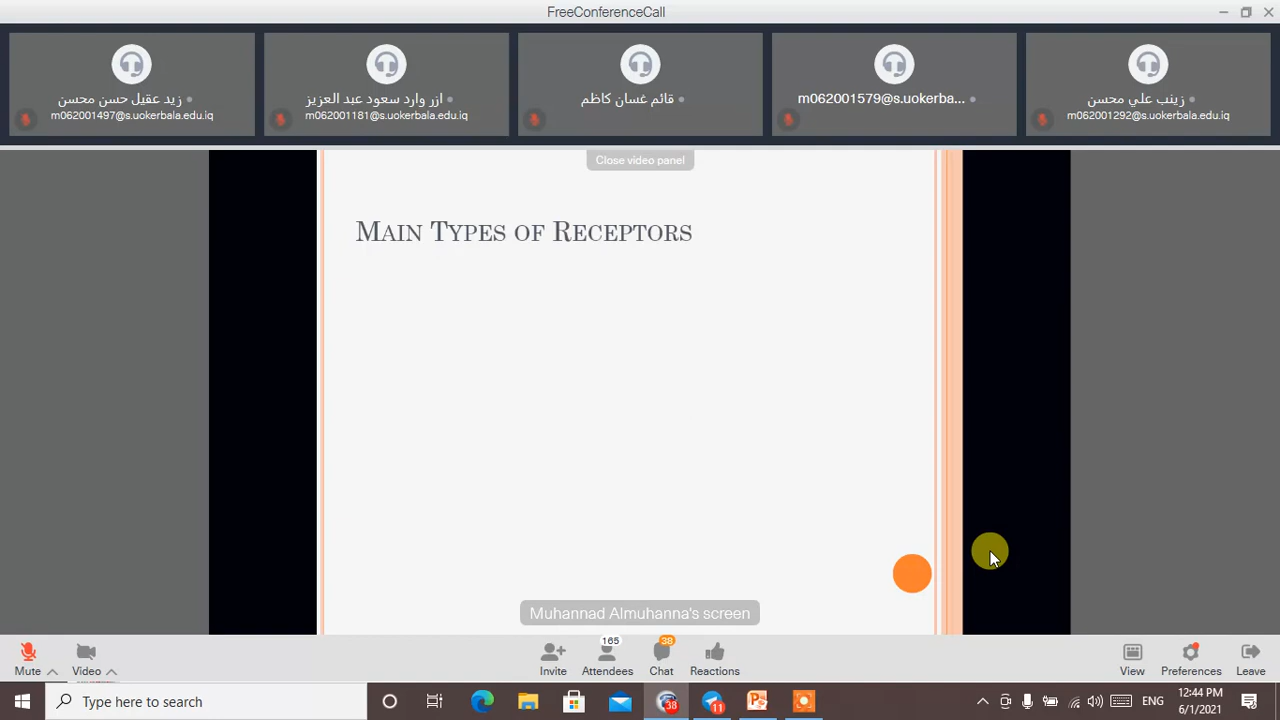 FreeConferenceCall
زيد عقيل حسن محسن
m062001497@s.uokerbala.edu.iq
ازر وارد سعود عبد العزيز
m062001181@s.uokerbala.edu.iq
قائم غسان كاظم
m062001579@s.uokerba...
زينب علي محسن
m062001292@s.uokerbala.edu.iq
Close video panel
Main Types of Receptors
Muhannad Almuhanna's screen
Mute
Video
Invite
165
Attendees
38
Chat
Reactions
View
Preferences
Leave
Type here to search
38
11
ENG
12:44 PM
6/1/2021